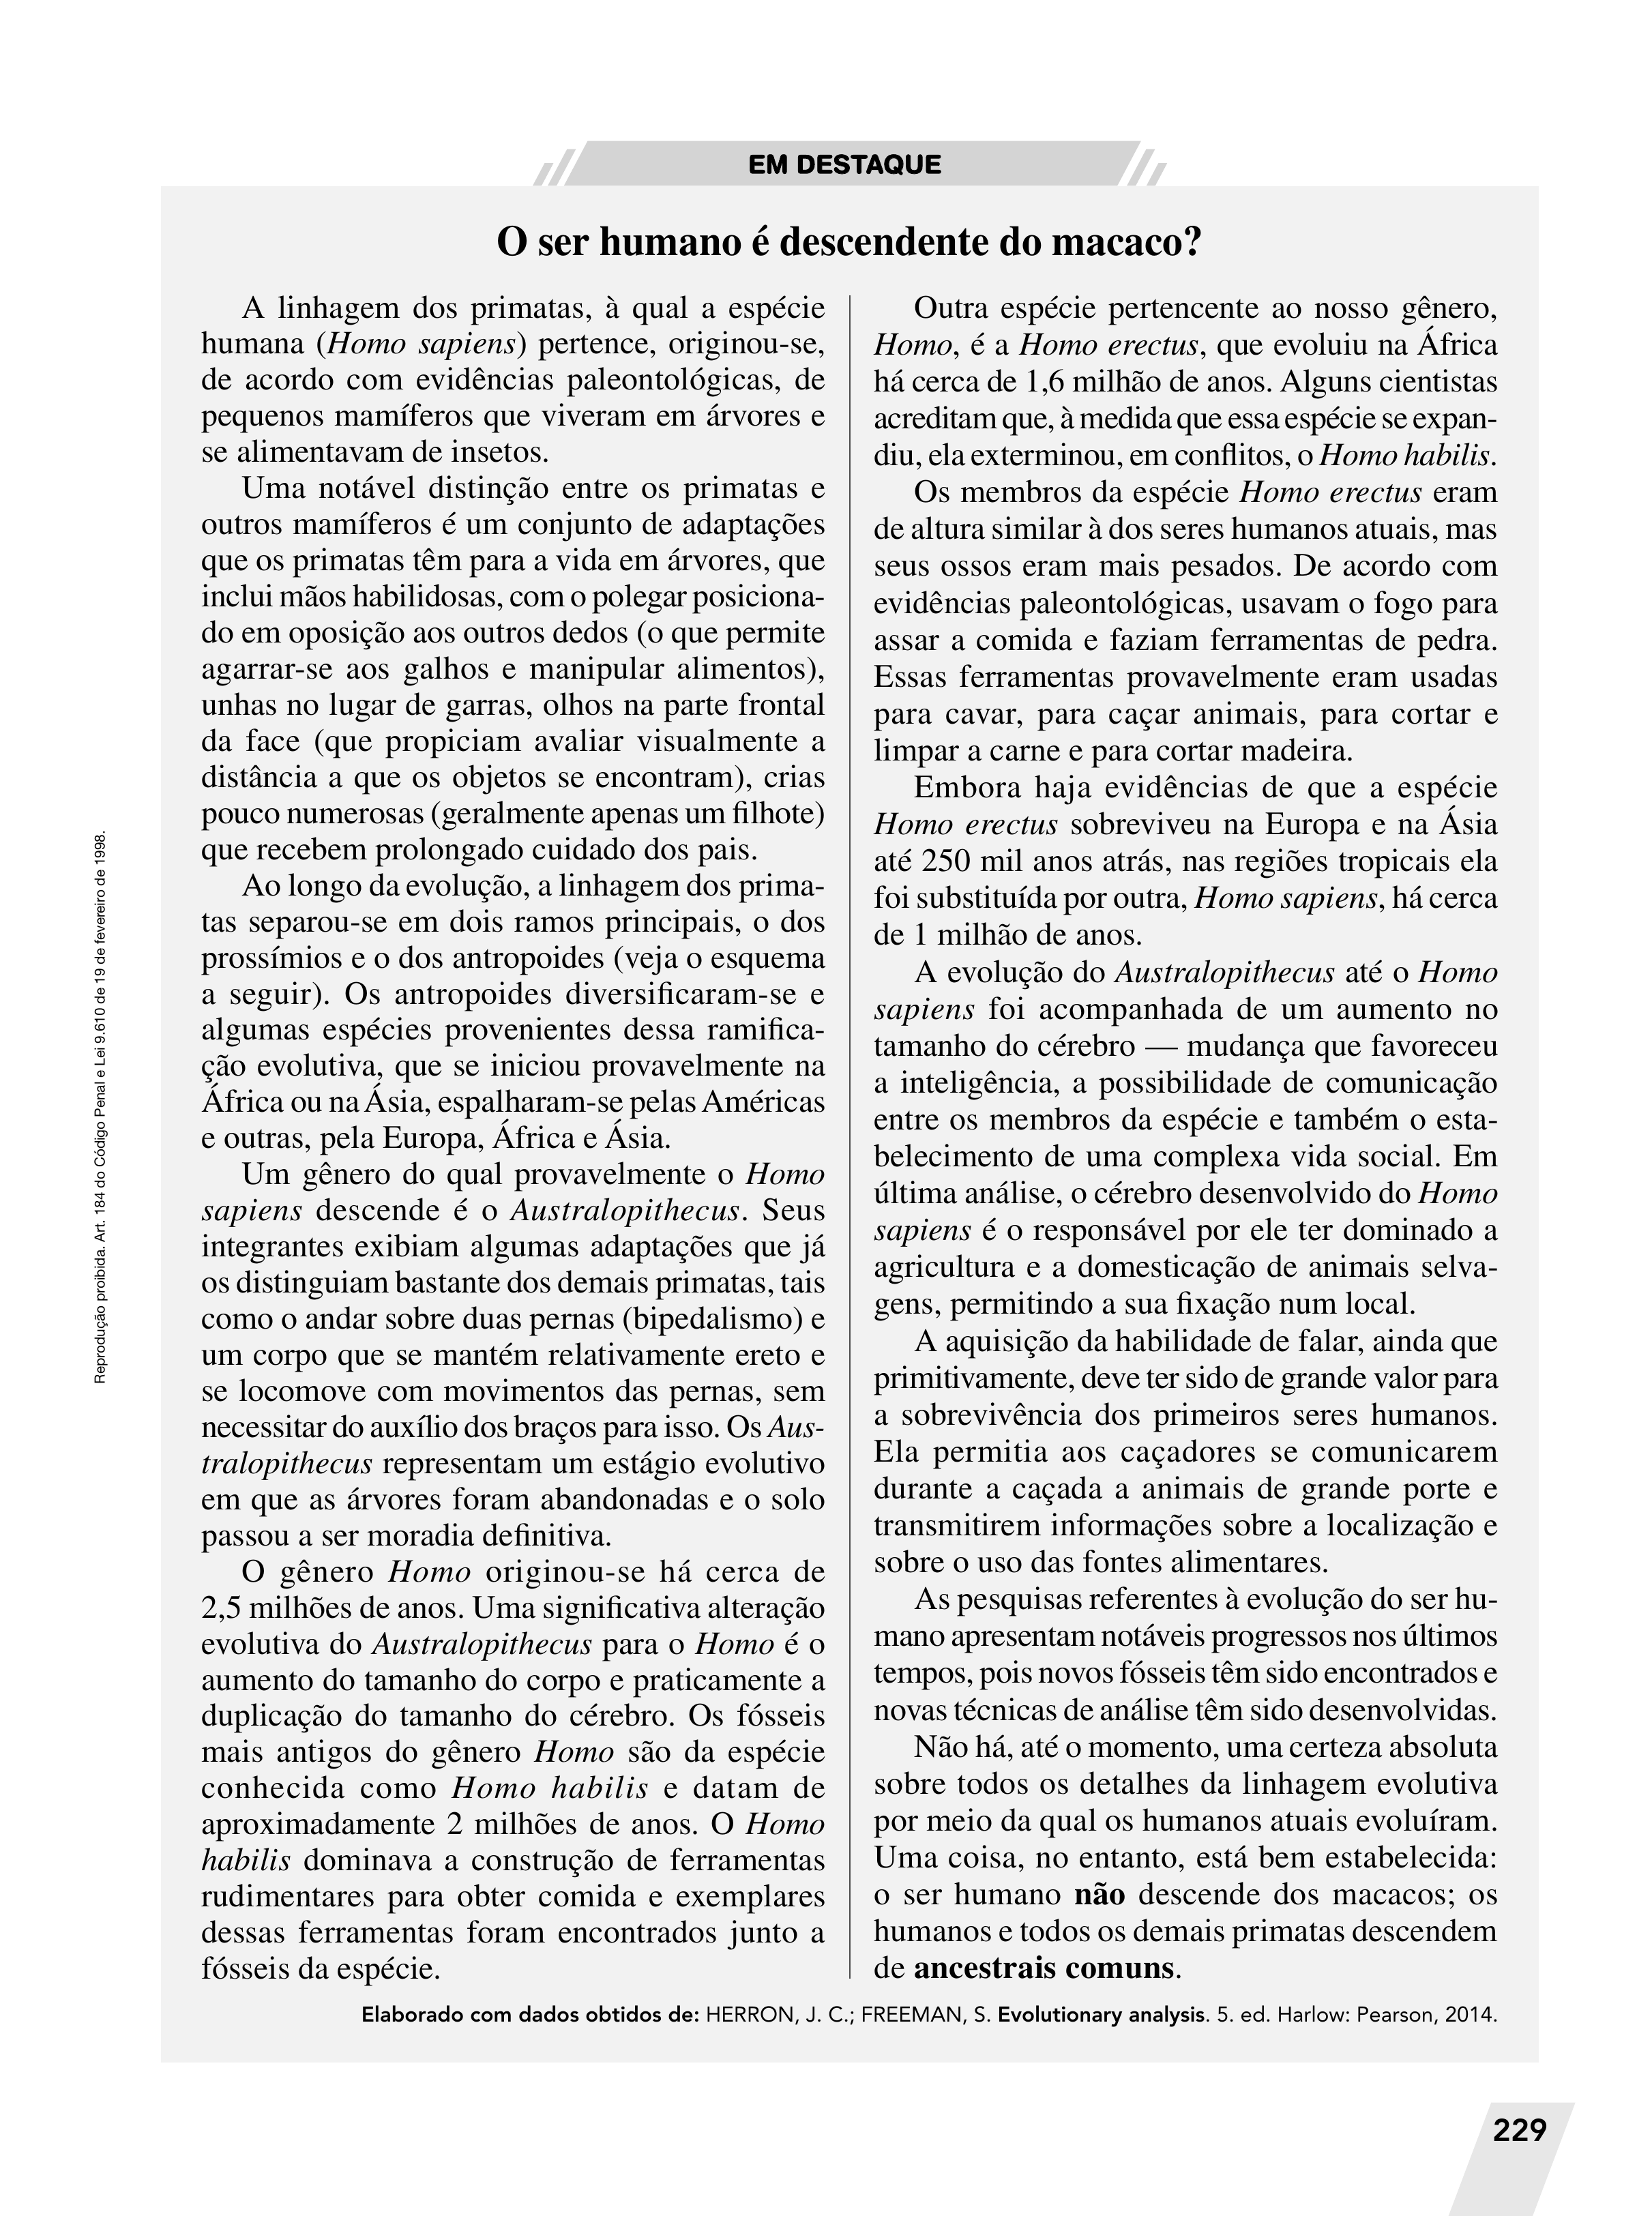 EM DESTAQUE
O ser humano é descendente do macaco?
A linhagem dos primatas, à qual a espécie
humana (Homo sapiens) pertence, originou-se,
de acordo com evidências paleontológicas, de
pequenos mamíferos que viveram em árvores e
se alimentavam de insetos.
Uma notável distinção entre os primatas e
outros mamíferos é um conjunto de adaptações
que os primatas têm para a vida em árvores, que
inclui mãos habilidosas, com o polegar posiciona-
do em oposição aos outros dedos (o que permite
agarrar-se aos galhos e manipular alimentos),
unhas no lugar de garras, olhos na parte frontal
da face (que propiciam avaliar visualmente a
distância a que os objetos se encontram), crias
pouco numerosas (geralmente apenas um filhote)
que recebem prolongado cuidado dos pais.
Ao longo da evolução, a linhagem dos prima-
tas separou-se em dois ramos principais, o dos
prossímios e o dos antropoides (veja o esquema
a seguir). Os antropoides diversificaram-se e
algumas espécies provenientes dessa ramifica-
ção evolutiva, que se iniciou provavelmente na
África ou na Ásia, espalharam-se pelas Américas
e outras, pela Europa, África e Ásia.
Um gênero do qual provavelmente o Homo
sapiens descende é o Australopithecus. Seus
integrantes exibiam algumas adaptações que já
os distinguiam bastante dos demais primatas, tais
como o andar sobre duas pernas (bipedalismo) e
um corpo que se mantém relativamente ereto e
se locomove com movimentos das pernas, sem
necessitar do auxílio dos braços para isso. Os Aus-
tralopithecus representam um estágio evolutivo
em que as árvores foram abandonadas e o solo
passou a ser moradia definitiva.
O gênero Homo originou-se há cerca de
2,5 milhões de anos. Uma significativa alteração
evolutiva do Australopithecus para o Homo é o
aumento do tamanho do corpo e praticamente a
duplicação do tamanho do cérebro. Os fósseis
mais antigos do gênero Homo são da espécie
conhecida como Homo habilis e datam de
aproximadamente 2 milhões de anos. O Homo
habilis dominava a construção de ferramentas
rudimentares para obter comida e exemplares
dessas ferramentas foram encontrados junto a
fósseis da espécie.
Outra espécie pertencente ao nosso gênero,
Homo, é a Homo erectus, que evoluiu na África
há cerca de 1,6 milhão de anos. Alguns cientistas
acreditam que, à medida que essa espécie se expan-
diu, ela exterminou, em conflitos, o Homo habilis.
Os membros da espécie Homo erectus eram
de altura similar à dos seres humanos atuais, mas
seus ossos eram mais pesados. De acordo com
evidências paleontológicas, usavam o fogo para
assar a comida e faziam ferramentas de pedra.
Essas ferramentas provavelmente eram usadas
para cavar, para caçar animais, para cortar e
limpar a carne e para cortar madeira.
Embora haja evidências de que a espécie
Homo erectus sobreviveu na Europa e na Ásia
até 250 mil anos atrás, nas regiões tropicais ela
foi substituída por outra, Homo sapiens, há cerca
de 1 milhão de anos.
A evolução do Australopithecus até o Homo
sapiens foi acompanhada de um aumento no
tamanho do cérebro — mudança que favoreceu
a inteligência, a possibilidade de comunicação
entre os membros da espécie e também o esta-
belecimento de uma complexa vida social. Em
última análise, o cérebro desenvolvido do Homo
sapiens é o responsável por ele ter dominado a
agricultura e a domesticação de animais selva-
gens, permitindo a sua fixação num local.
A aquisição da habilidade de falar, ainda que
primitivamente, deve ter sido de grande valor para
a sobrevivência dos primeiros seres humanos.
Ela permitia aos caçadores se comunicarem
durante a caçada a animais de grande porte e
transmitirem informações sobre a localização e
sobre o uso das fontes alimentares.
As pesquisas referentes à evolução do ser hu-
mano apresentam notáveis progressos nos últimos
tempos, pois novos fósseis têm sido encontrados e
novas técnicas de análise têm sido desenvolvidas.
Não há, até o momento, uma certeza absoluta
sobre todos os detalhes da linhagem evolutiva
por meio da qual os humanos atuais evoluíram.
Uma coisa, no entanto, está bem estabelecida:
o ser humano não descende dos macacos; os
humanos e todos os demais primatas descendem
de ancestrais comuns.
Elaborado com dados obtidos de: HERRON, J. C.; FREEMAN, S. Evolutionary analysis. 5. ed. Harlow: Pearson, 2014.
Reprodução proibida. Art. 184 do Código Penal e Lei 9.610 de 19 de fevereiro de 1998.
229